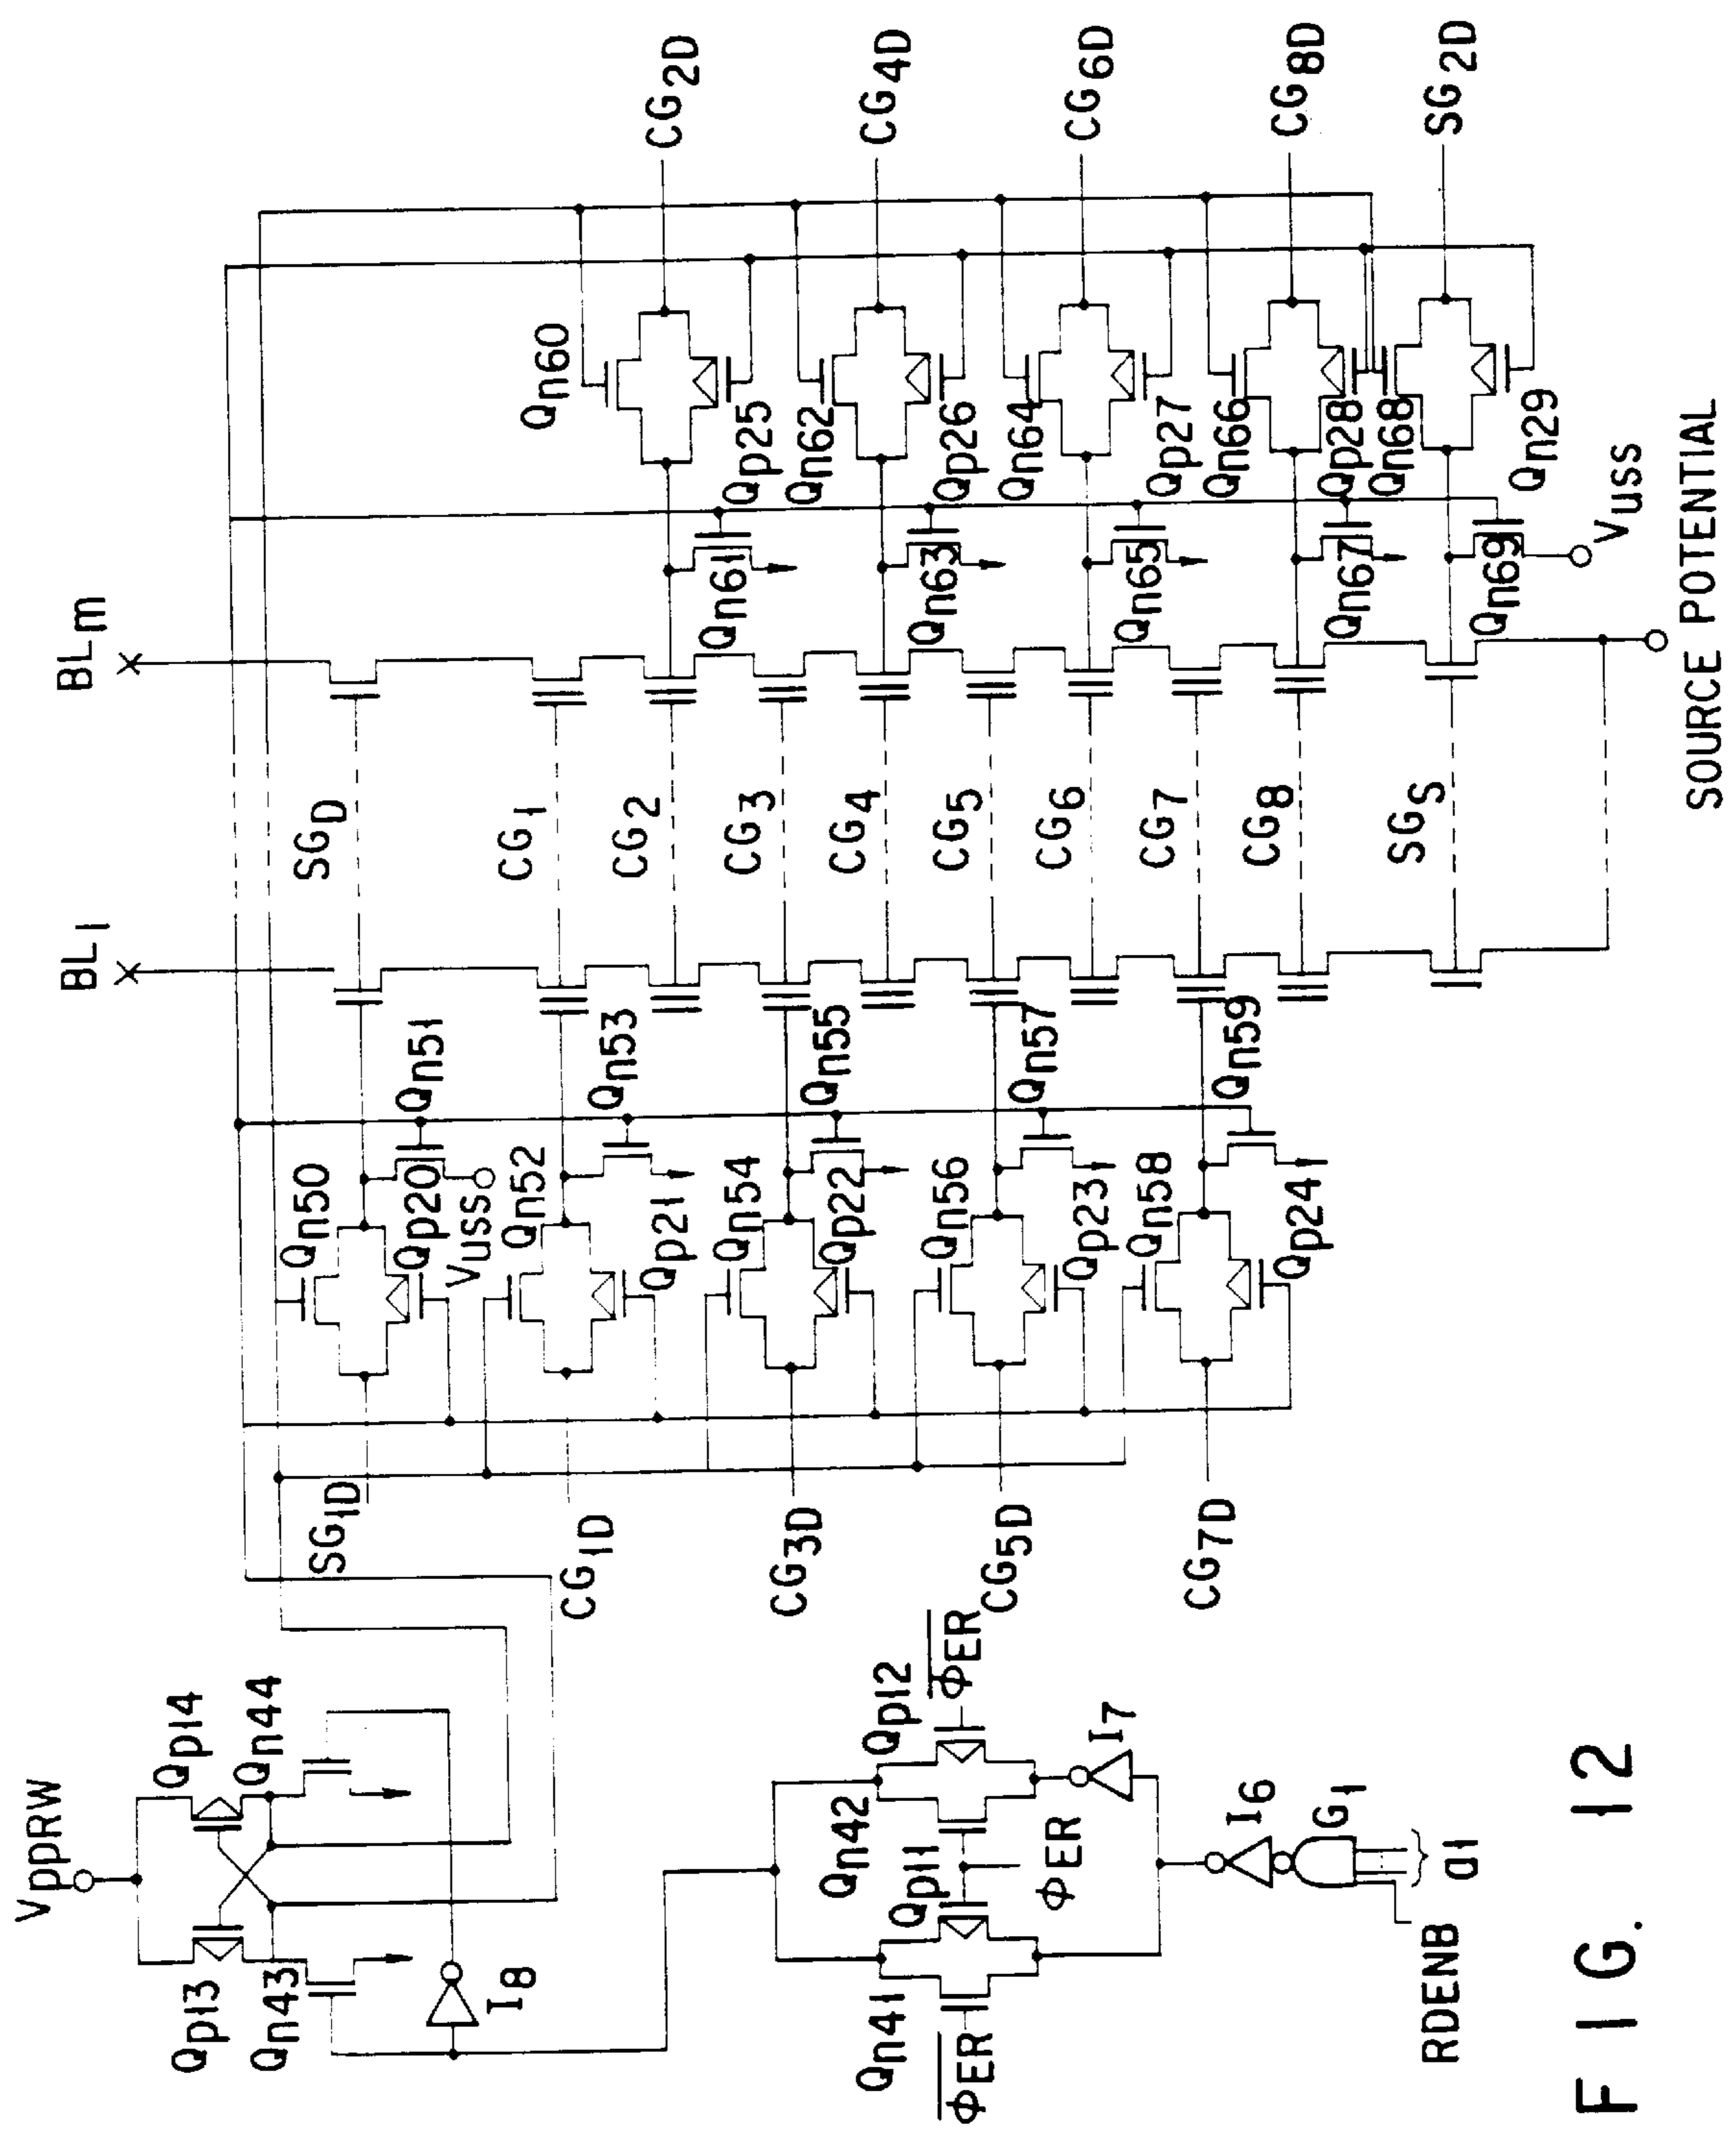 BL1
BLm
VppRW
Qp14
Qn44
Qp13
Qn43
I8
SG1D
Qn50
Qp20
Qn51
Vuss
SGD
CG1D
Qn52
Qp21
Qn53
CG1
CG3D
Qn54
Qp22
Qn55
CG2
CG3
CG5D
Qn56
Qp23
Qn57
CG4
CG5
CG7D
Qn58
Qp24
Qn59
CG6
CG7
CG8
SGS
Qn60
Qp25
Qn61
CG2D
Qn62
Qp26
Qn63
CG4D
Qn64
Qp27
Qn65
CG6D
Qn66
Qp28
Qn67
CG8D
Qn68
Qn29
Qn69
SG2D
Vuss
SOURCE POTENTIAL
Qn42
Qp12
ΦER
Qn41
Qp11
ΦER
ΦER
I7
I6
G1
a1
RDENB
FIG. 12